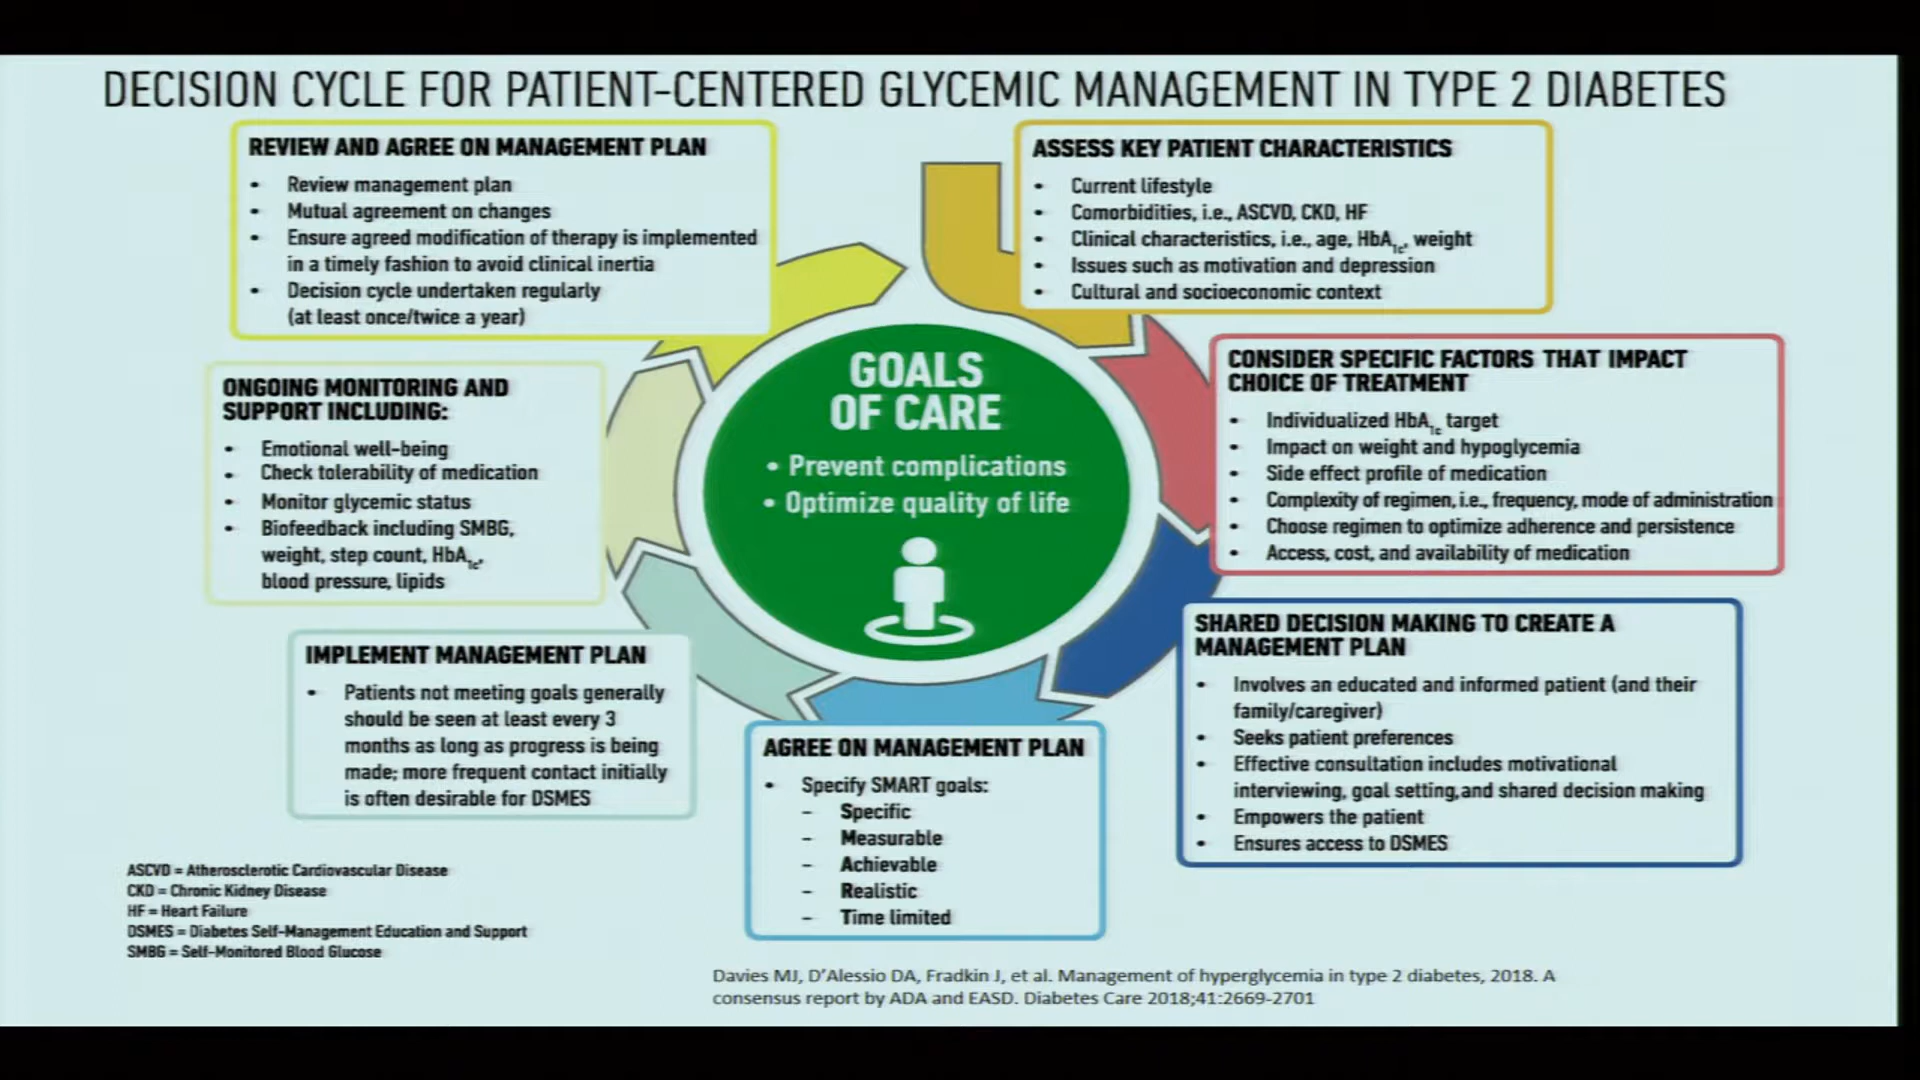 DECISION CYCLE FOR PATIENT-CENTERED GLYCEMIC MANAGEMENT IN TYPE 2 DIABETES
REVIEW AND AGREE ON MANAGEMENT PLAN
• Review management plan
• Mutual agreement on changes
• Ensure agreed modification of therapy is implemented
in a timely fashion to avoid clinical inertia
• Decision cycle undertaken regularly
(at least once/twice a year)
ASSESS KEY PATIENT CHARACTERISTICS
• Current lifestyle
• Comorbidities, i.e., ASCVD, CKD, HF
• Clinical characteristics, i.e., age, HbA1c, weight
• Issues such as motivation and depression
• Cultural and socioeconomic context
CONSIDER SPECIFIC FACTORS THAT IMPACT
CHOICE OF TREATMENT
• Individualized HbA1c target
• Impact on weight and hypoglycemia
• Side effect profile of medication
• Complexity of regimen, i.e., frequency, mode of administration
• Choose regimen to optimize adherence and persistence
• Access, cost, and availability of medication
SHARED DECISION MAKING TO CREATE A
MANAGEMENT PLAN
• Involves an educated and informed patient (and their
family/caregiver)
• Seeks patient preferences
• Effective consultation includes motivational
interviewing, goal setting,and shared decision making
• Empowers the patient
• Ensures access to DSMES
AGREE ON MANAGEMENT PLAN
• Specify SMART goals:
– Specific
– Measurable
– Achievable
– Realistic
– Time limited
IMPLEMENT MANAGEMENT PLAN
• Patients not meeting goals generally
should be seen at least every 3
months as long as progress is being
made; more frequent contact initially
is often desirable for DSMES
ONGOING MONITORING AND
SUPPORT INCLUDING:
• Emotional well-being
• Check tolerability of medication
• Monitor glycemic status
• Biofeedback including SMBG,
weight, step count, HbA1c,
blood pressure, lipids
GOALS
OF CARE
• Prevent complications
• Optimize quality of life
ASCVD = Atherosclerotic Cardiovascular Disease
CKD = Chronic Kidney Disease
HF = Heart Failure
DSMES = Diabetes Self-Management Education and Support
SMBG = Self-Monitored Blood Glucose
Davies MJ, D'Alessio DA, Fradkin J, et al. Management of hyperglycemia in type 2 diabetes, 2018. A
consensus report by ADA and EASD. Diabetes Care 2018;41:2669-2701